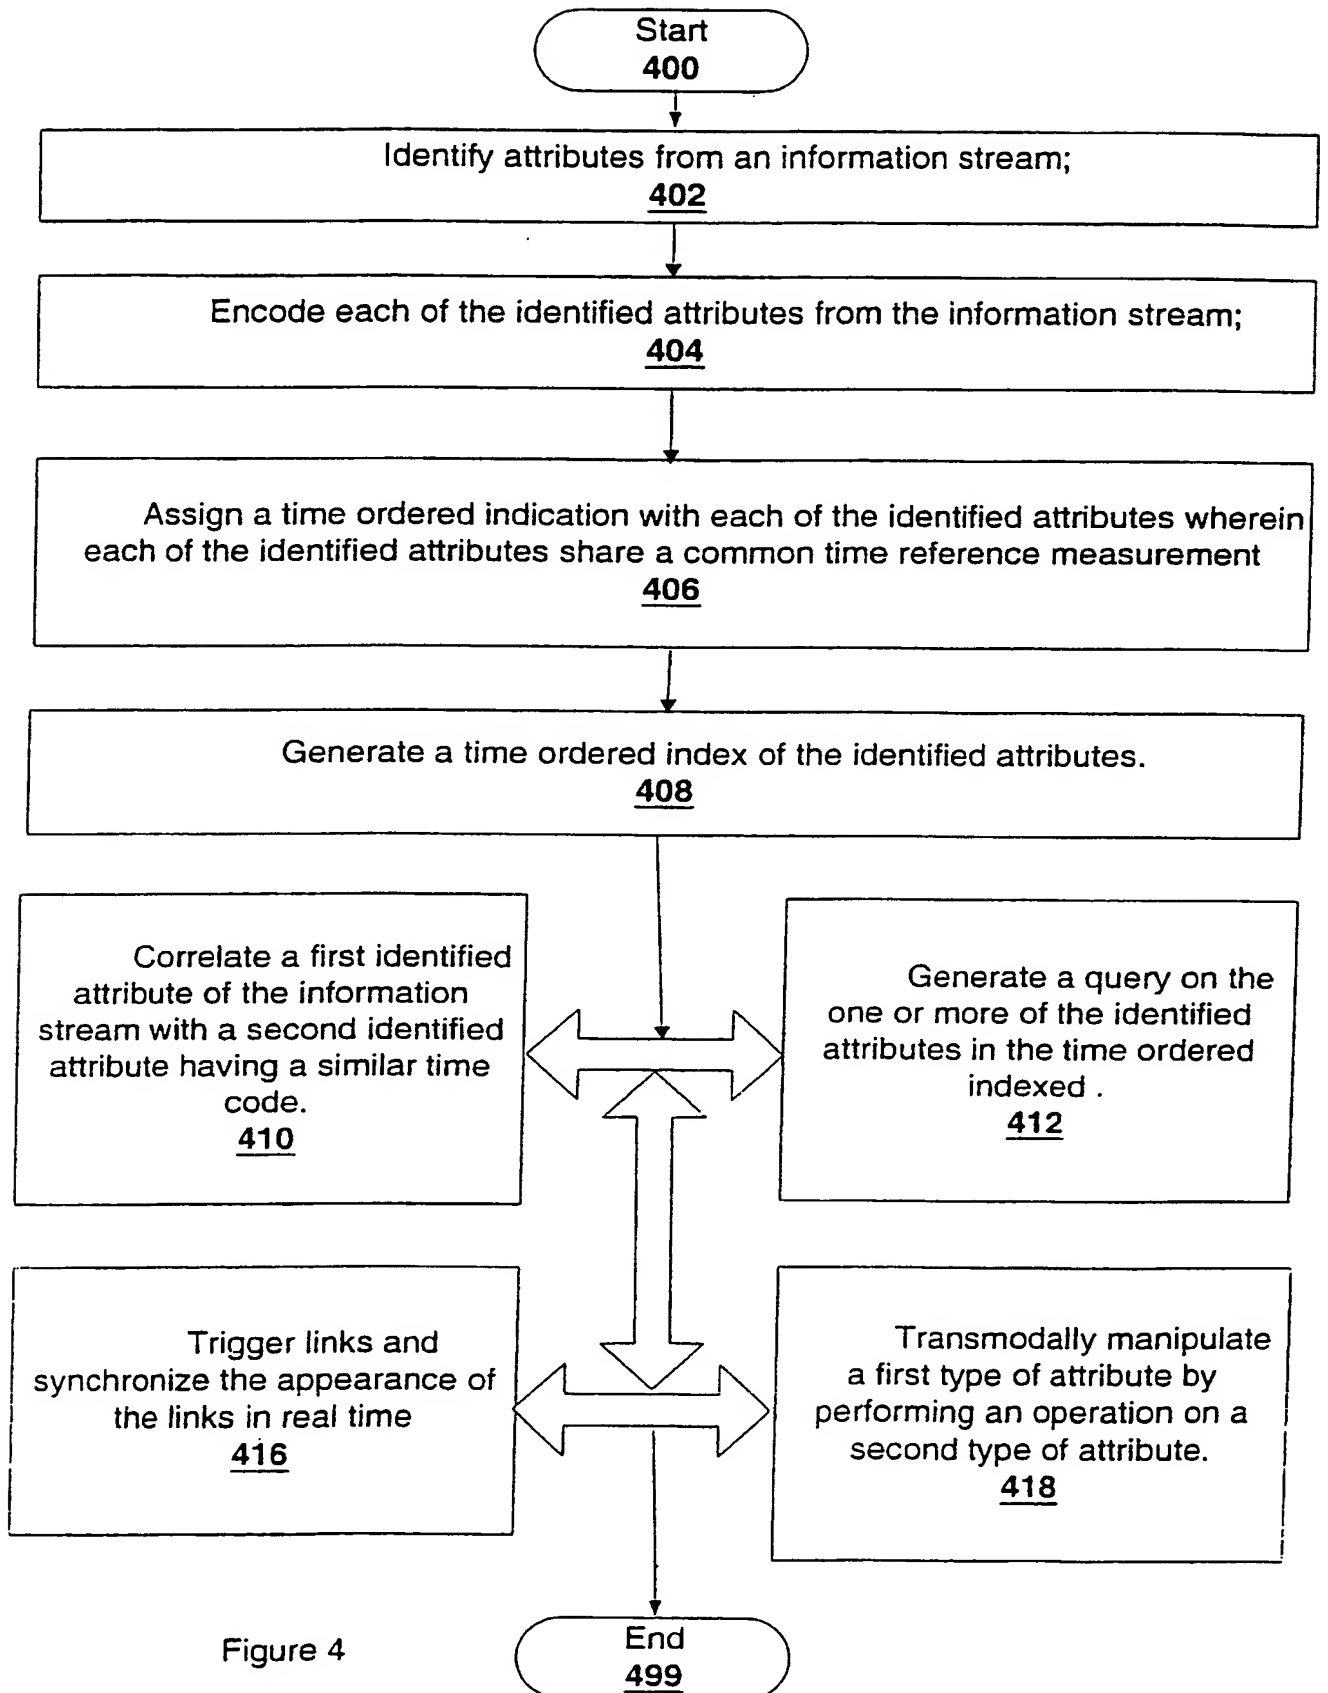 Start
400
Identify attributes from an information stream;
402
Encode each of the identified attributes from the information stream;
404
Assign a time ordered indication with each of the identified attributes wherein
each of the identified attributes share a common time reference measurement
406
Generate a time ordered index of the identified attributes.
408
Correlate a first identified
attribute of the information
stream with a second identified
attribute having a similar time
code.
410
Generate a query on the
one or more of the identified
attributes in the time ordered
indexed .
412
Trigger links and
synchronize the appearance of
the links in real time
416
Transmodally manipulate
a first type of attribute by
performing an operation on a
second type of attribute.
418
Figure 4
End
499